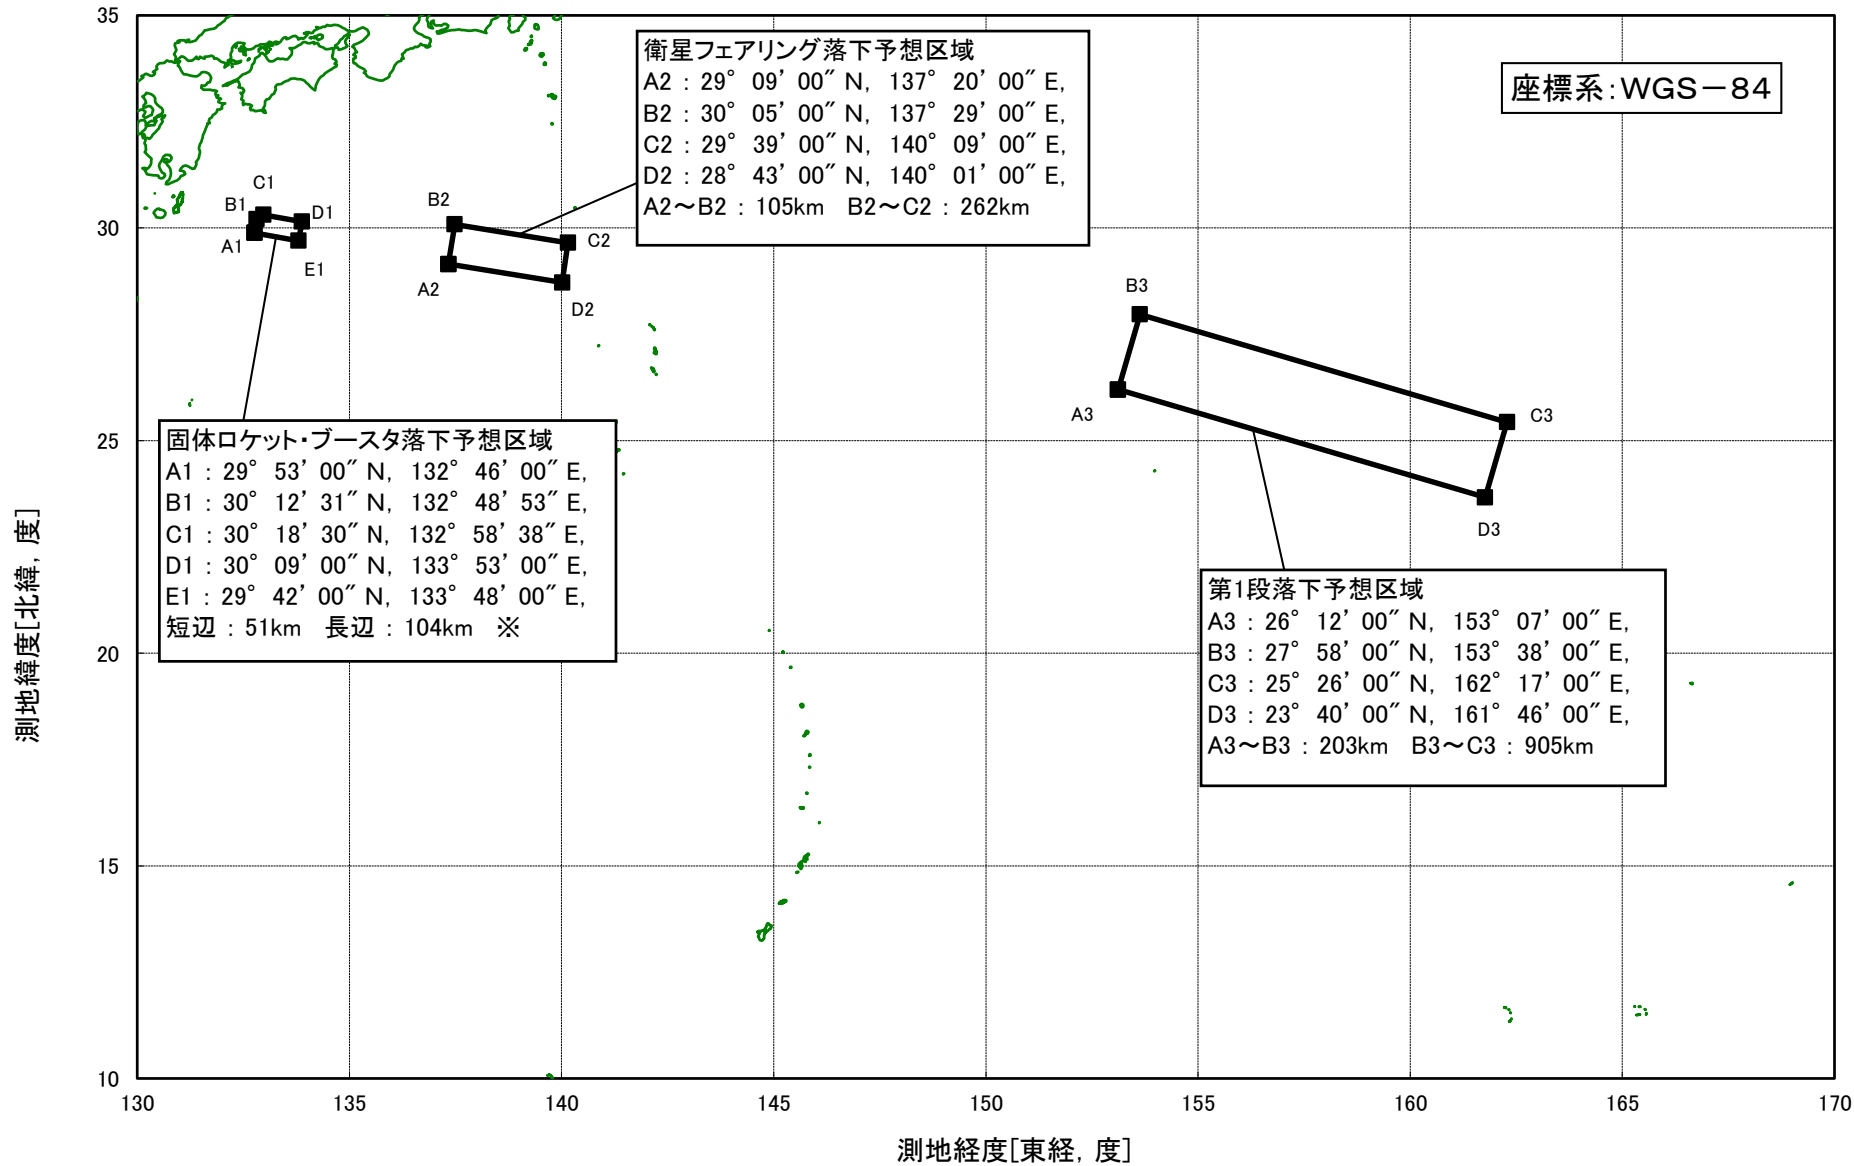 衛星フェアリング落下予想区域
A2 : 29° 09’ 00” N, 137° 20’ 00” E,
B2 : 30° 05’ 00” N, 137° 29’ 00” E,
C2 : 29° 39’ 00” N, 140° 09’ 00” E,
D2 : 28° 43’ 00” N, 140° 01’ 00” E,
A2～B2 : 105km B2～C2 : 262km
座標系:WGS－84
C1
B1
D1
A1
E1
B2
C2
A2
D2
B3
A3
C3
D3
固体ロケット・ブースタ落下予想区域
A1 : 29° 53’ 00” N, 132° 46’ 00” E,
B1 : 30° 12’ 31” N, 132° 48’ 53” E,
C1 : 30° 18’ 30” N, 132° 58’ 38” E,
D1 : 30° 09’ 00” N, 133° 53’ 00” E,
E1 : 29° 42’ 00” N, 133° 48’ 00” E,
短辺 : 51km 長辺 : 104km ※
第1段落下予想区域
A3 : 26° 12’ 00” N, 153° 07’ 00” E,
B3 : 27° 58’ 00” N, 153° 38’ 00” E,
C3 : 25° 26’ 00” N, 162° 17’ 00” E,
D3 : 23° 40’ 00” N, 161° 46’ 00” E,
A3～B3 : 203km B3～C3 : 905km
測地緯度[北緯, 度]
35
30
25
20
15
10
130 135 140 145 150 155 160 165 170
測地経度[東経, 度]